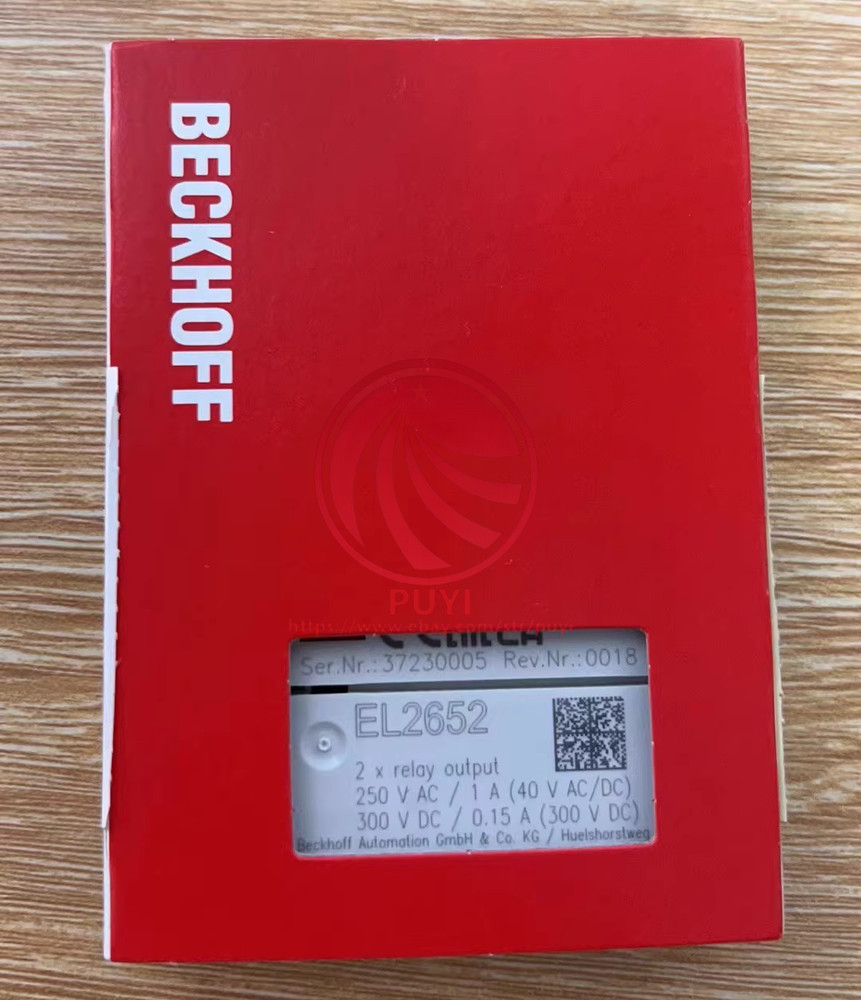 BECKHOFF
PUYI
Ser.Nr.:37230005 Rev.Nr.:0018
EL2652
2 x relay output
250 V AC / 1 A (40 V AC/DC)
300 V DC / 0.15 A (300 V DC)
Beckhoff Automation GmbH & Co. KG / Huelshorstweg